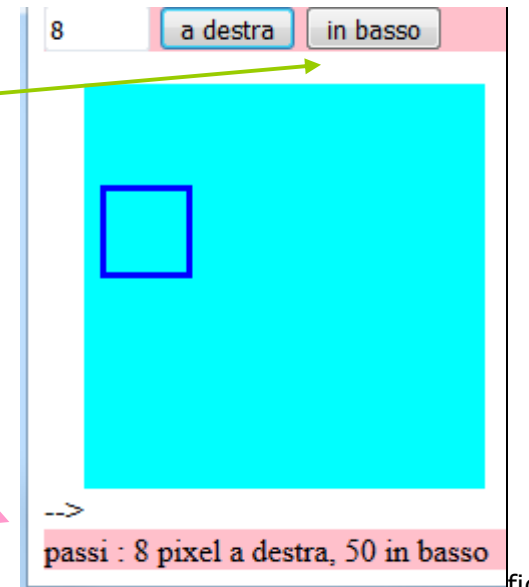 8 a destra in basso
-->
passi : 8 pixel a destra, 50 in basso